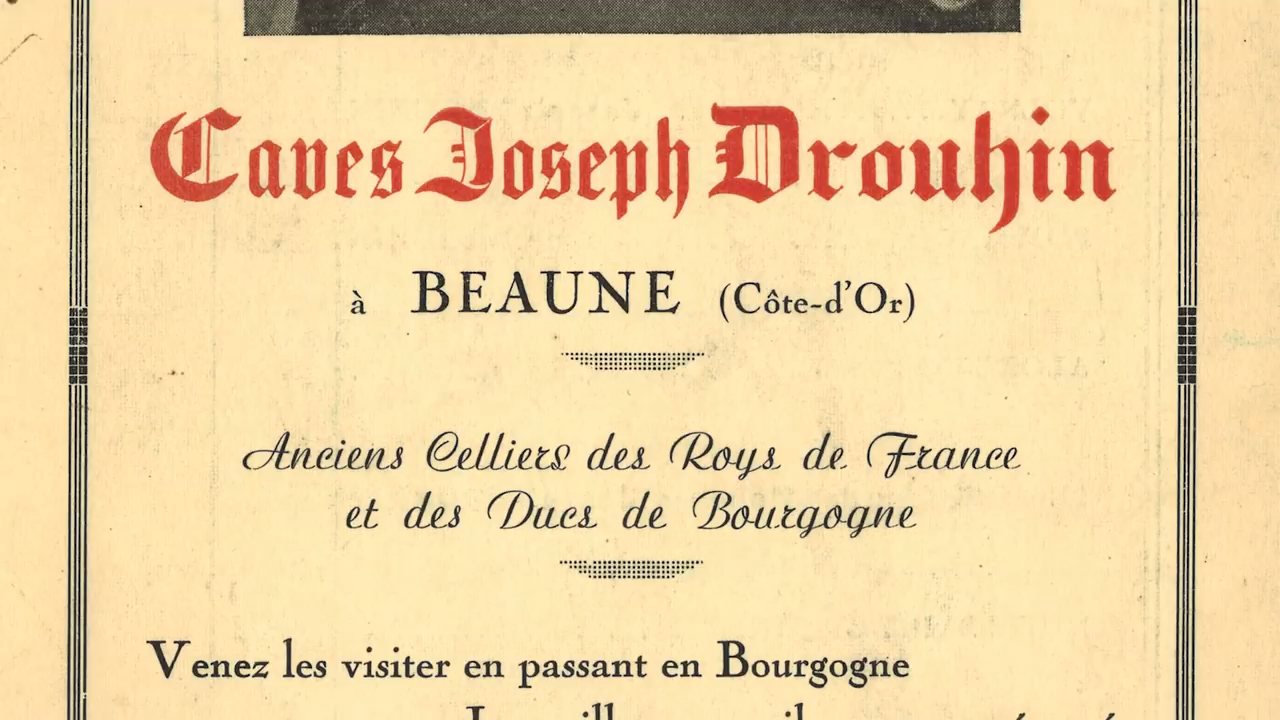 Caves Joseph Drouhin
à BEAUNE (Côte-d'Or)
Anciens Celliers des Roys de France
et des Ducs de Bourgogne
Venez les visiter en passant en Bourgogne